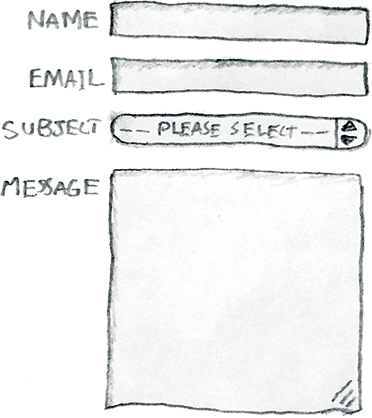 NAME
EMAIL
SUBJECT -- PLEASE SELECT --
MESSAGE